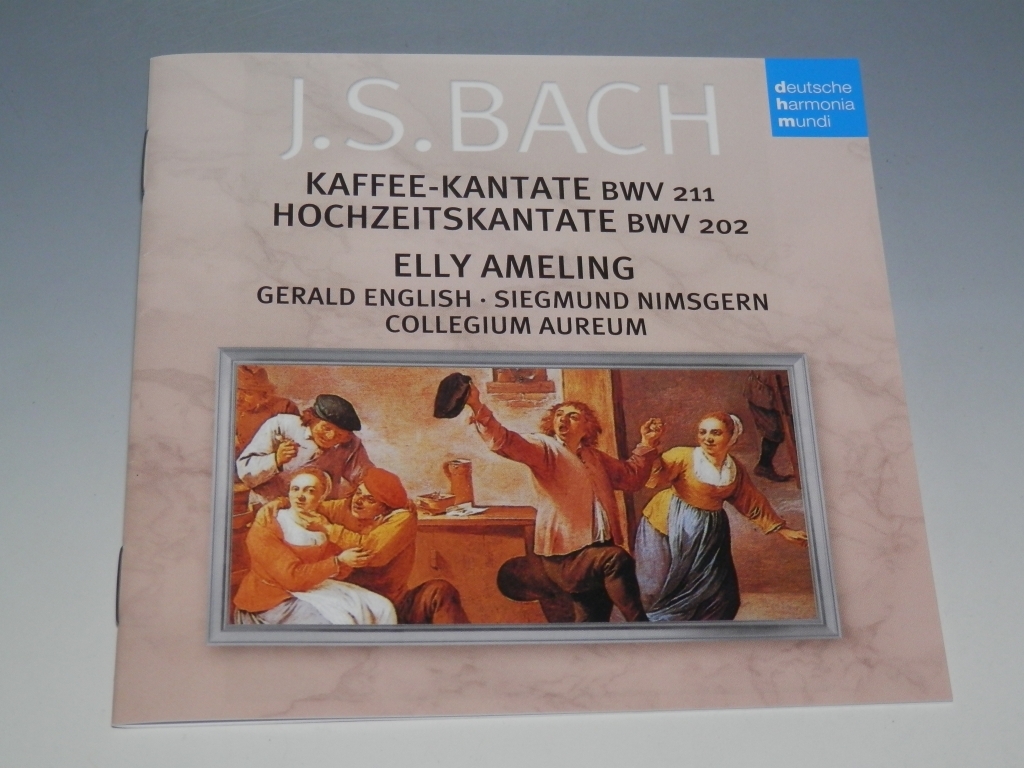 J.S.BACH
deutsche
harmonia
mundi
KAFFEE-KANTATE BWV 211
HOCHZEITSKANTATE BWV 202
ELLY AMELING
GERALD ENGLISH · SIEGMUND NIMSGERN
COLLEGIUM AUREUM